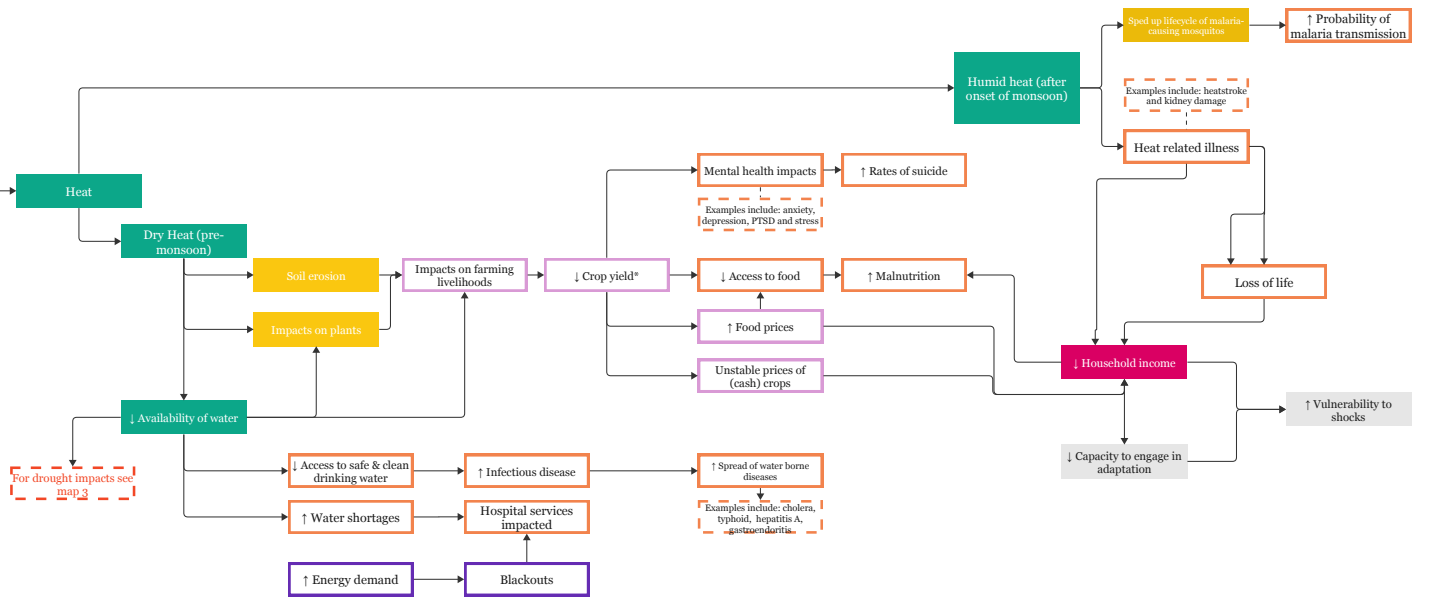 Sped up lifecycle of malaria-
causing mosquitos
↑ Probability of
malaria transmission
Humid heat (after
onset of monsoon)
Examples include: heatstroke
and kidney damage
Heat related illness
Mental health impacts
↑ Rates of suicide
Heat
Examples include: anxiety,
depression, PTSD and stress
Dry Heat (pre-
monsoon)
Soil erosion
Impacts on farming
livelihoods
↓ Crop yield*
↓ Access to food
↑ Malnutrition
Loss of life
Impacts on plants
↑ Food prices
↓ Household income
Unstable prices of
(cash) crops
↓ Availability of water
↑ Vulnerability to
shocks
For drought impacts see
map 3
↓ Access to safe & clean
drinking water
↑ Infectious disease
↑ Spread of water borne
diseases
↓ Capacity to engage in
adaptation
↑ Water shortages
Hospital services
impacted
Examples include: cholera,
typhoid, hepatitis A,
gastroendoritis
↑ Energy demand
Blackouts